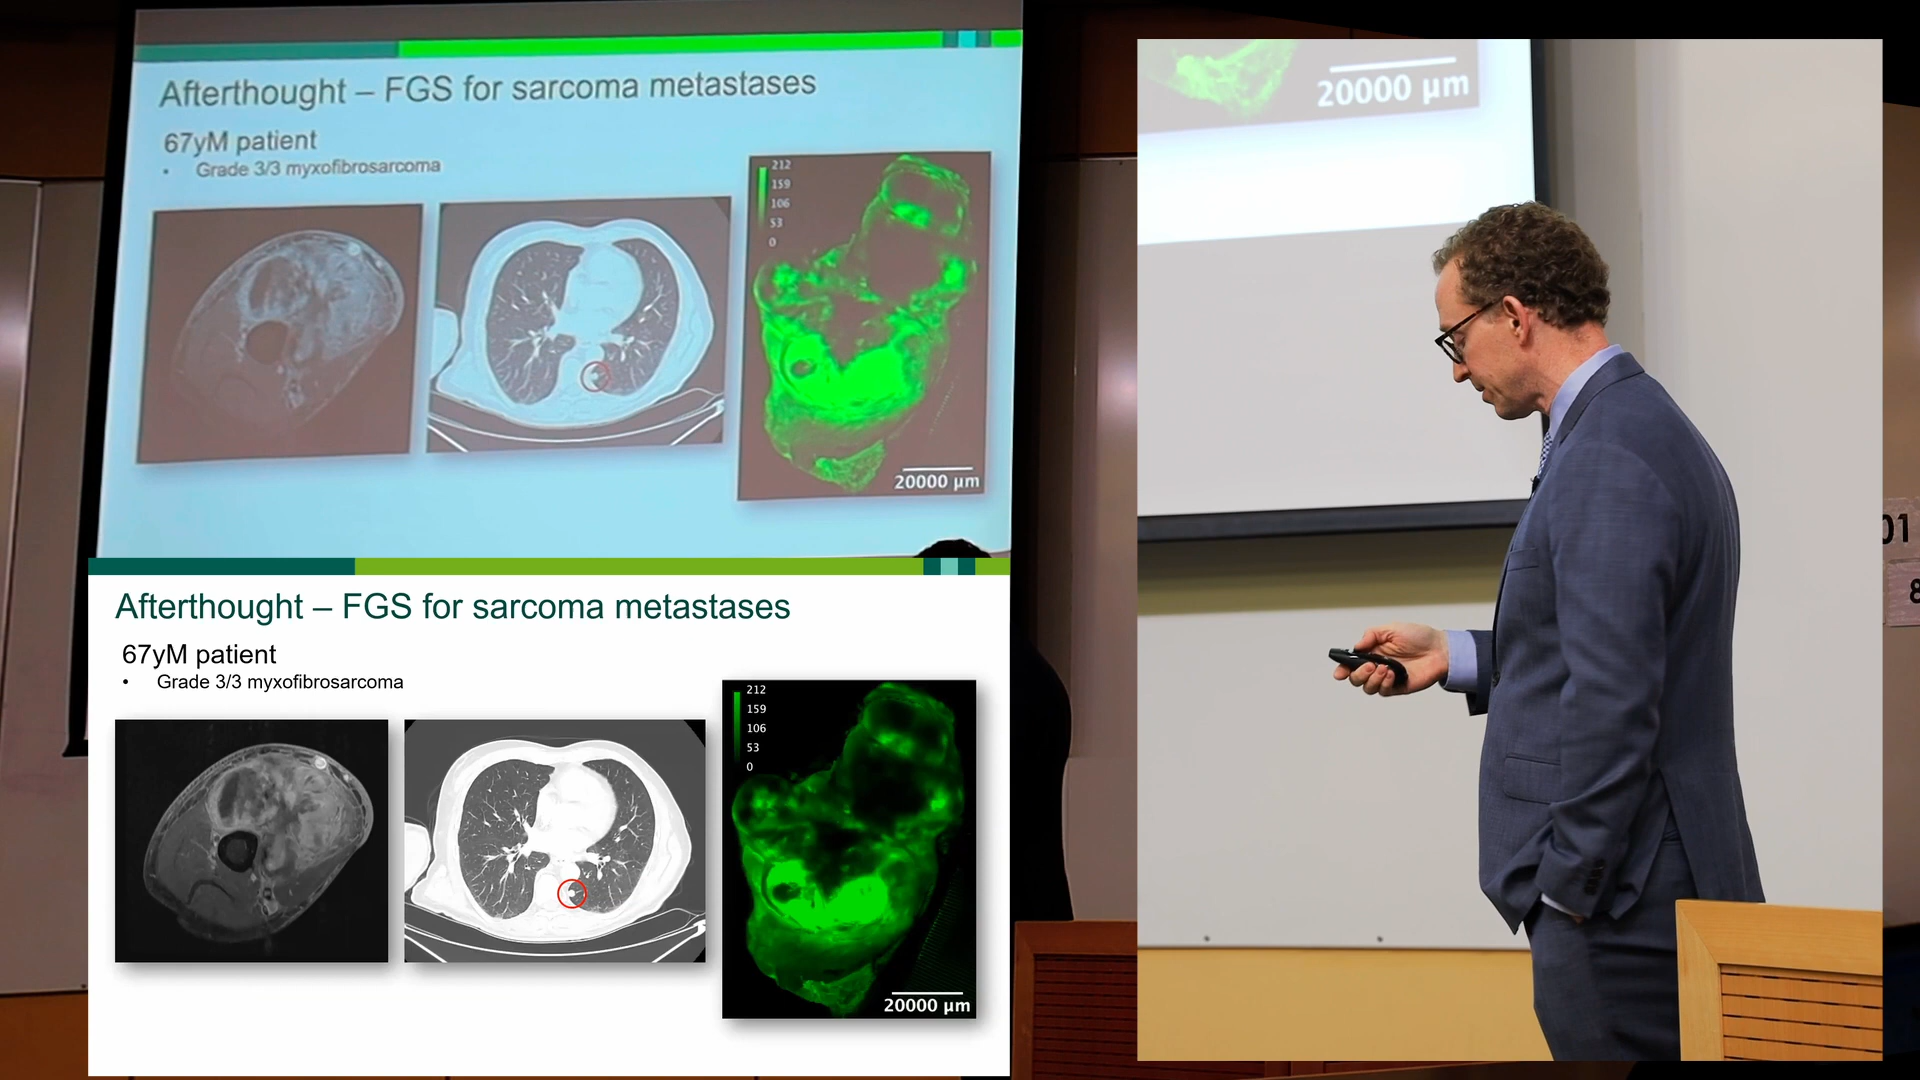 Afterthought – FGS for sarcoma metastases
67yM patient
• Grade 3/3 myxofibrosarcoma
212
159
106
53
0
20000 µm
Afterthought – FGS for sarcoma metastases
67yM patient
• Grade 3/3 myxofibrosarcoma
212
159
106
53
0
20000 µm
20000 µm
01
8